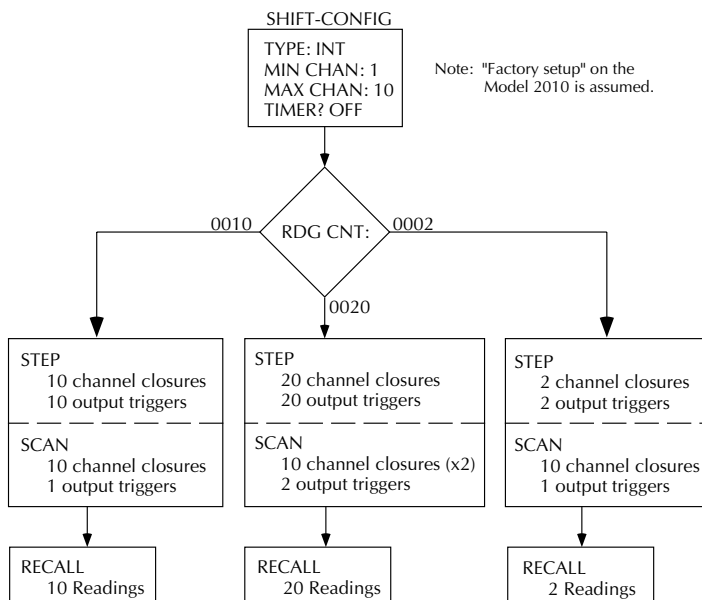 SHIFT-CONFIG
TYPE: INT
MIN CHAN: 1
MAX CHAN: 10
TIMER? OFF
Note: "Factory setup" on the
Model 2010 is assumed.
0010
RDG CNT:
0002
0020
STEP
10 channel closures
10 output triggers
SCAN
10 channel closures
1 output triggers
STEP
20 channel closures
20 output triggers
SCAN
10 channel closures (x2)
2 output triggers
STEP
2 channel closures
2 output triggers
SCAN
10 channel closures
1 output triggers
RECALL
10 Readings
RECALL
20 Readings
RECALL
2 Readings